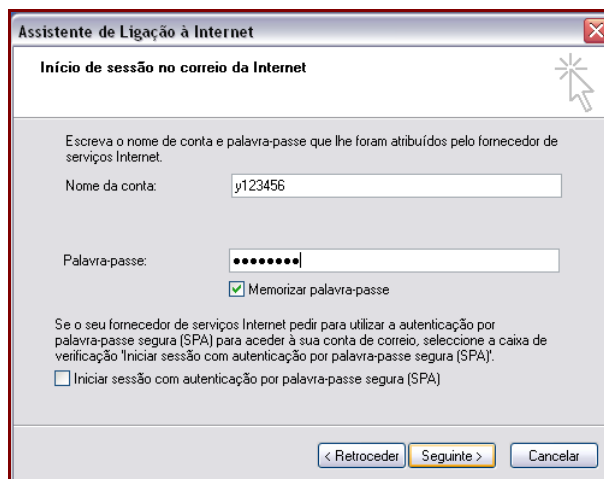 Assistente de Ligação à Internet
Início de sessão no correio da Internet
Escreva o nome de conta e palavra-passe que lhe foram atribuídos pelo fornecedor de
serviços Internet.
Nome da conta: y123456
Palavra-passe: ●●●●●●●●
Memorizar palavra-passe
Se o seu fornecedor de serviços Internet pedir para utilizar a autenticação por
palavra-passe segura (SPA) para aceder à sua conta de correio, seleccione a caixa de
verificação 'Iniciar sessão com autenticação por palavra-passe segura (SPA)'.
Iniciar sessão com autenticação por palavra-passe segura (SPA)
< Retroceder Seguinte > Cancelar